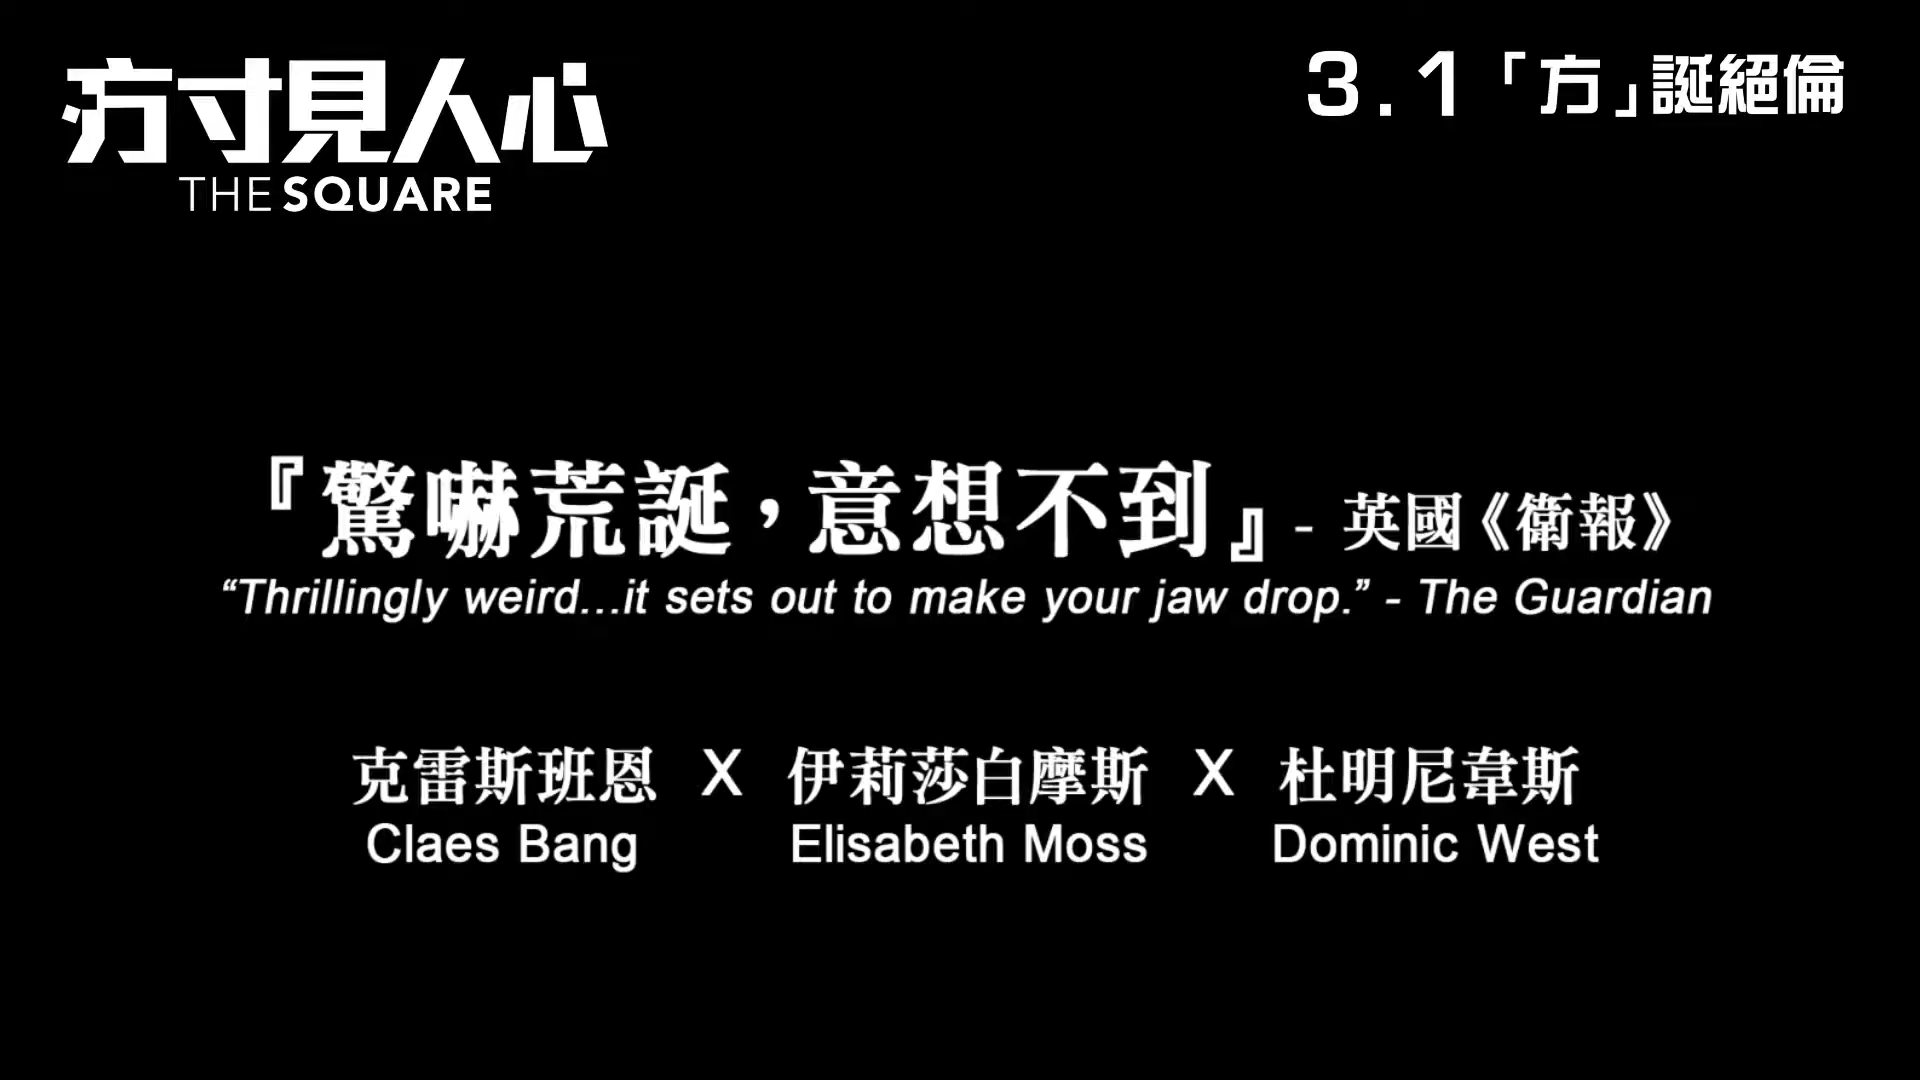 方寸見人心
THE SQUARE
3.1「方」誕絕倫
『驚嚇荒誕，意想不到』- 英國《衛報》
“Thrillingly weird...it sets out to make your jaw drop.” - The Guardian
克雷斯班恩 X 伊莉莎白摩斯 X 杜明尼韋斯
Claes Bang Elisabeth Moss Dominic West